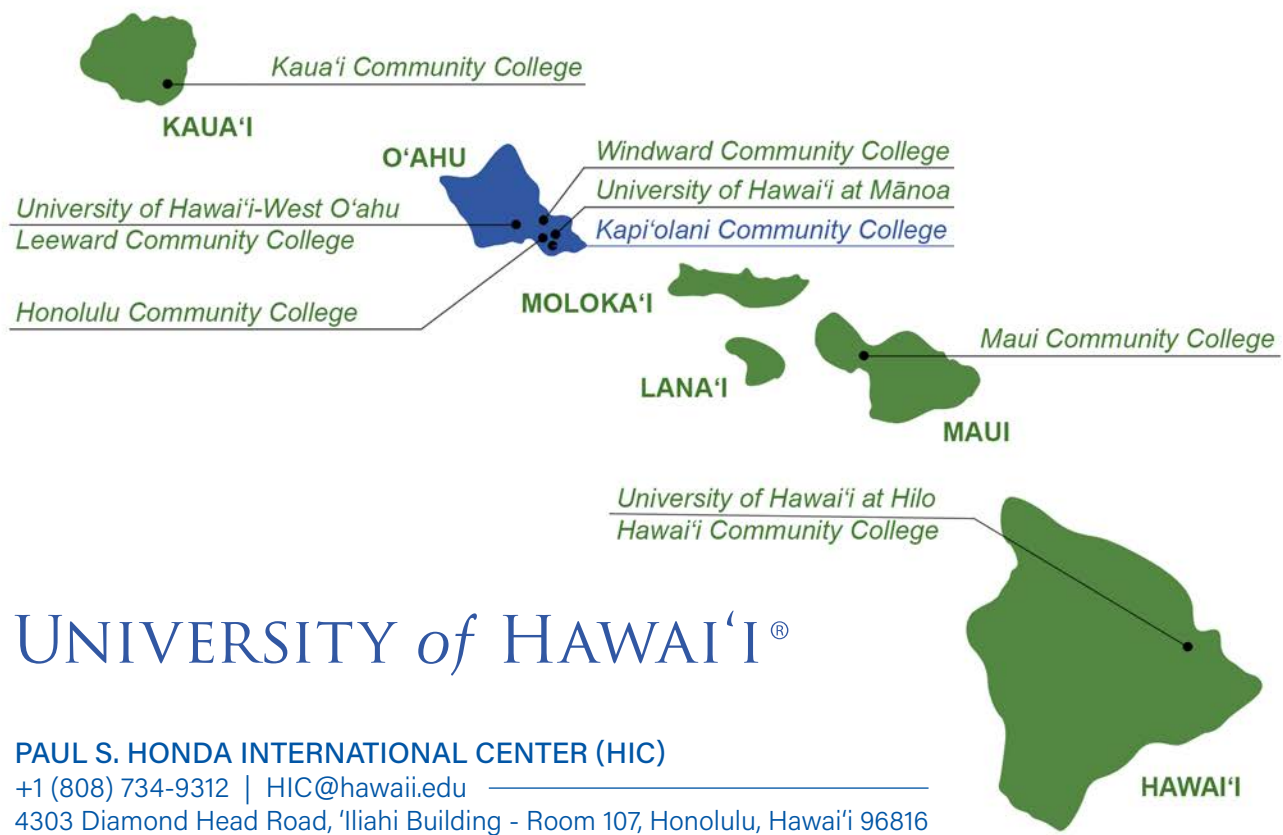 Kaua‘i Community College
KAUA‘I
O‘AHU
Windward Community College
University of Hawai‘i at Mānoa
Kapi‘olani Community College
University of Hawai‘i-West O‘ahu
Leeward Community College
Honolulu Community College
MOLOKA‘I
Maui Community College
LANA‘I
MAUI
University of Hawai‘i at Hilo
Hawai‘i Community College
HAWAI‘I
UNIVERSITY of HAWAI‘I®
PAUL S. HONDA INTERNATIONAL CENTER (HIC)
+1 (808) 734-9312 | HIC@hawaii.edu
4303 Diamond Head Road, ‘Iliahi Building - Room 107, Honolulu, Hawai‘i 96816